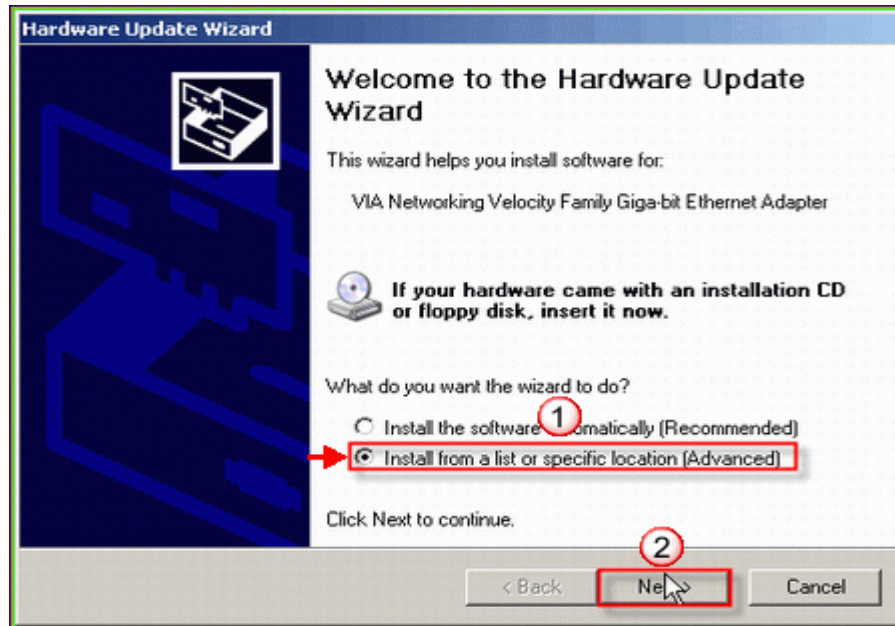 Hardware Update Wizard
Welcome to the Hardware Update
Wizard
This wizard helps you install software for:
VIA Networking Velocity Family Giga-bit Ethernet Adapter
If your hardware came with an installation CD
or floppy disk, insert it now.
What do you want the wizard to do?
1
Install the software (Recommended)
Install from a list or specific location (Advanced)
Click Next to continue.
2
< Back
Cancel